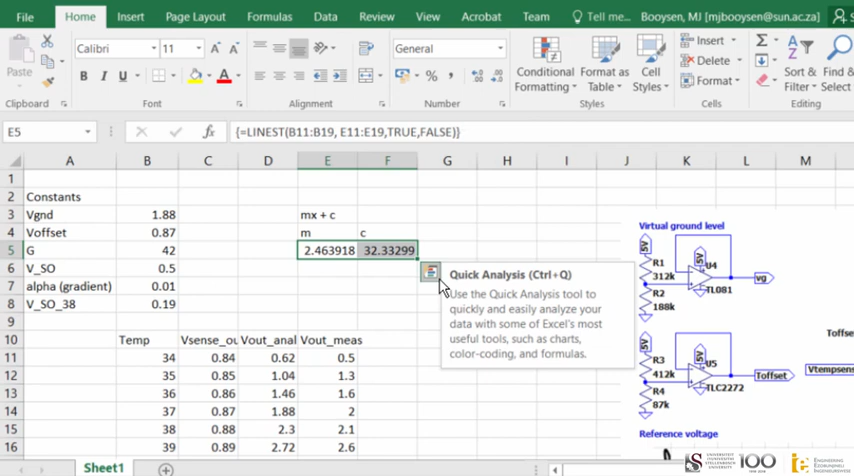 File Home Insert Page Layout Formulas Data Review View Acrobat Team Tell me... Booysen, MJ [mjbooysen@sun.ac.za]
Paste
Calibri 11
B I U
General
% ,
Conditional Formatting
Format as Table
Cell Styles
Insert
Delete
Format
Sort & Filter
Find & Select
Clipboard Font Alignment Number Styles Cells Editing
E5 fx {=LINEST(B11:B19, E11:E19,TRUE,FALSE)}
A B C D E F G H I J K L M
1
2 Constants
3 Vgnd 1.88 mx + c
4 Voffset 0.87 m c
5 G 42 2.463918 32.33299
6 V_SO 0.5
7 alpha (gradient) 0.01
8 V_SO_38 0.19
9
10 Temp Vsense_ou Vout_anal Vout_meas
11 34 0.84 0.62 0.5
12 35 0.85 1.04 1.3
13 36 0.86 1.46 1.6
14 37 0.87 1.88 2
15 38 0.88 2.3 2.1
16 39 0.89 2.72 2.6
Quick Analysis (Ctrl+Q)
Use the Quick Analysis tool to
quickly and easily analyze your
data with some of Excel's most
useful tools, such as charts,
color-coding, and formulas.
Virtual ground level
5V
R1
312k
5V
U4
vg
R2
188k
TL081
Toffse
5V
R3
412k
5V
U5
Toffset
Vtempsens
R4
87k
TLC2272
Reference voltage
Sheet1
100